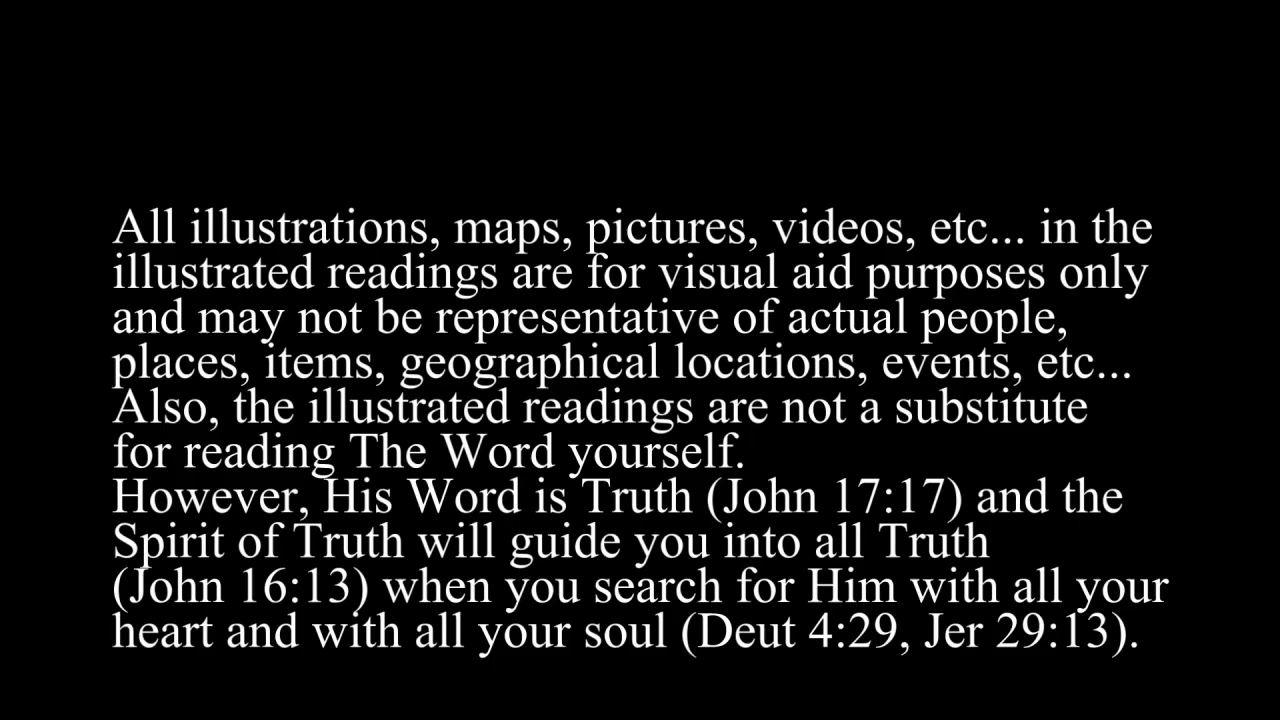 All illustrations, maps, pictures, videos, etc... in the
illustrated readings are for visual aid purposes only
and may not be representative of actual people,
places, items, geographical locations, events, etc...
Also, the illustrated readings are not a substitute
for reading The Word yourself.
However, His Word is Truth (John 17:17) and the
Spirit of Truth will guide you into all Truth
(John 16:13) when you search for Him with all your
heart and with all your soul (Deut 4:29, Jer 29:13).